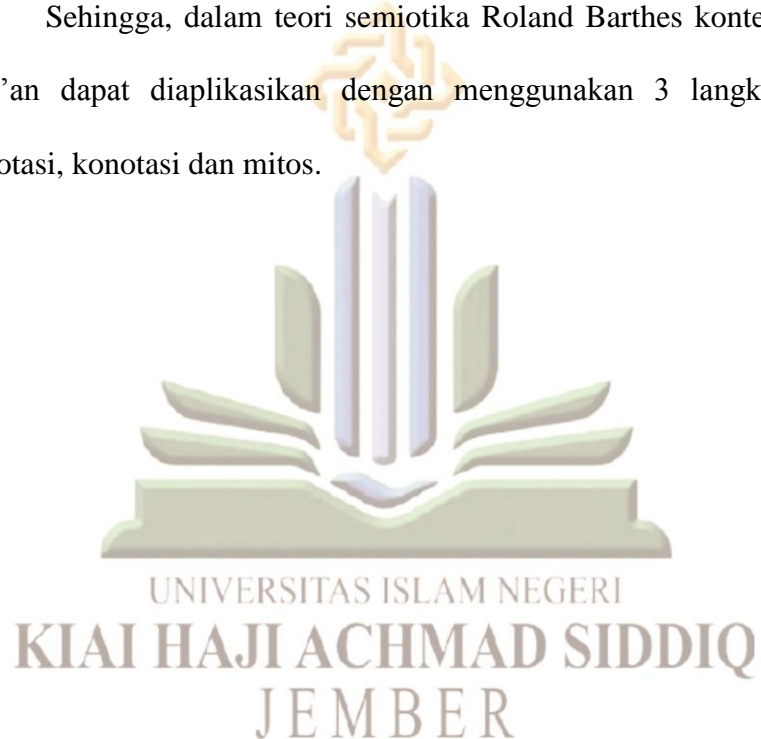 Sehingga, dalam teori semiotika Roland Barthes konte
’an dapat diaplikasikan dengan menggunakan 3 langk
otasi, konotasi dan mitos.
UNIVERSITAS ISLAM NEGERI
KIAI HAJI ACHMAD SIDDIQ
JEMBER